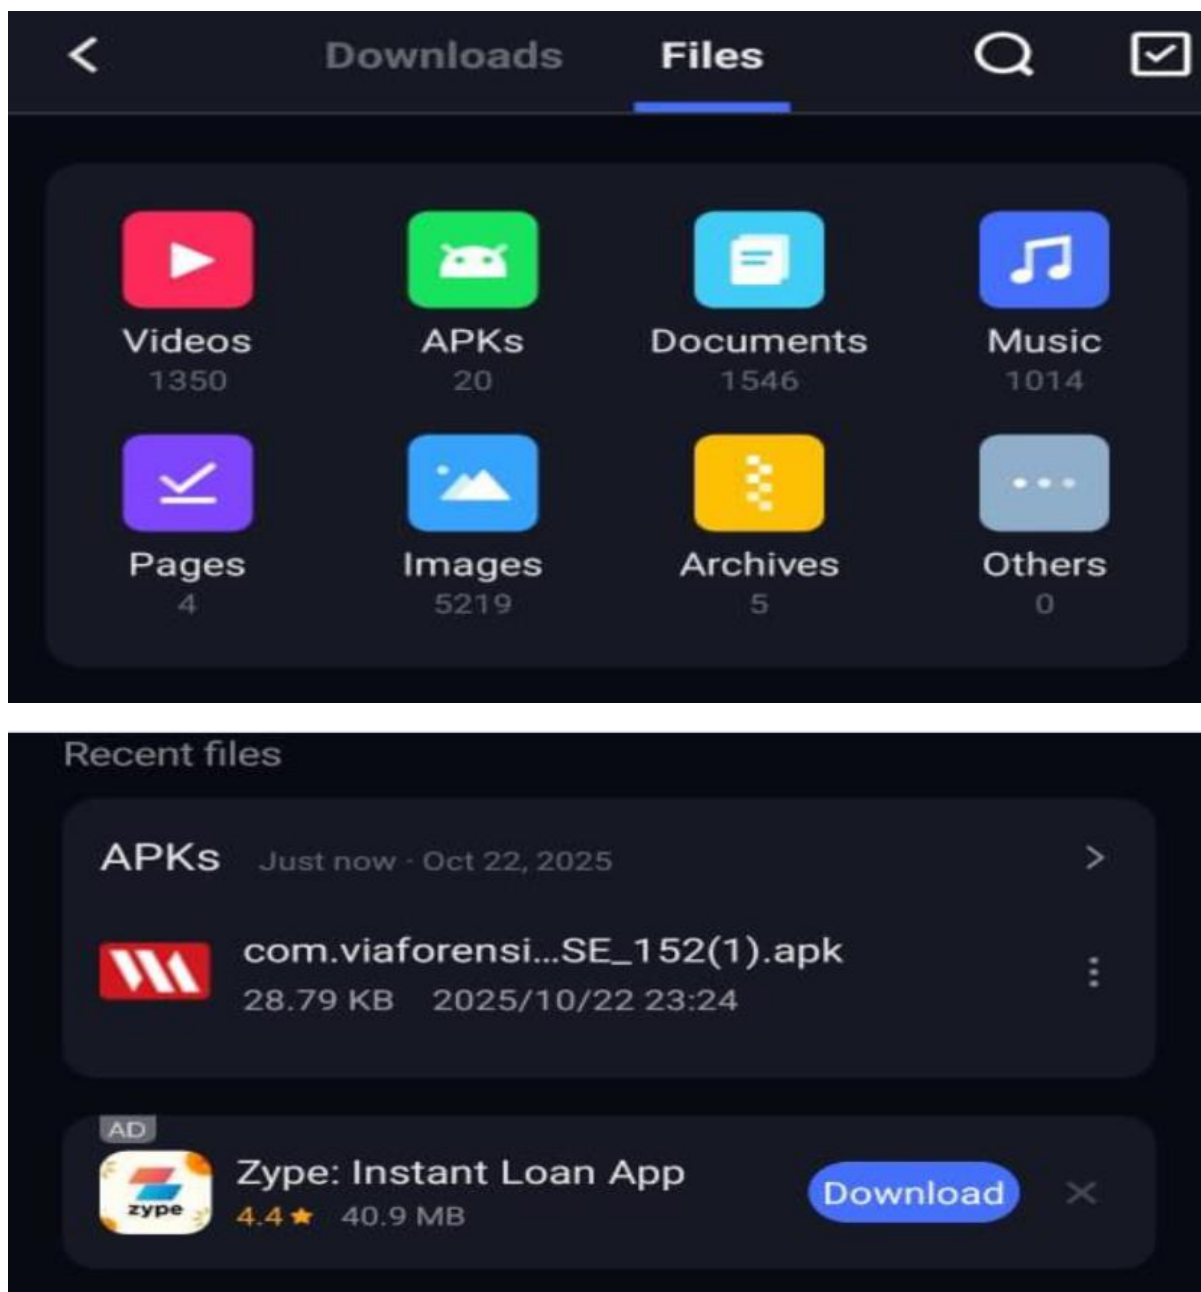 Downloads Files
Videos APKs Documents Music
1350 20 1546 1014
Pages Images Archives Others
4 5219 5 0
Recent files
APKs Just now · Oct 22, 2025
com.viaforensi...SE_152(1).apk
28.79 KB 2025/10/22 23:24
AD
zype
Zype: Instant Loan App
4.4★ 40.9 MB
Download